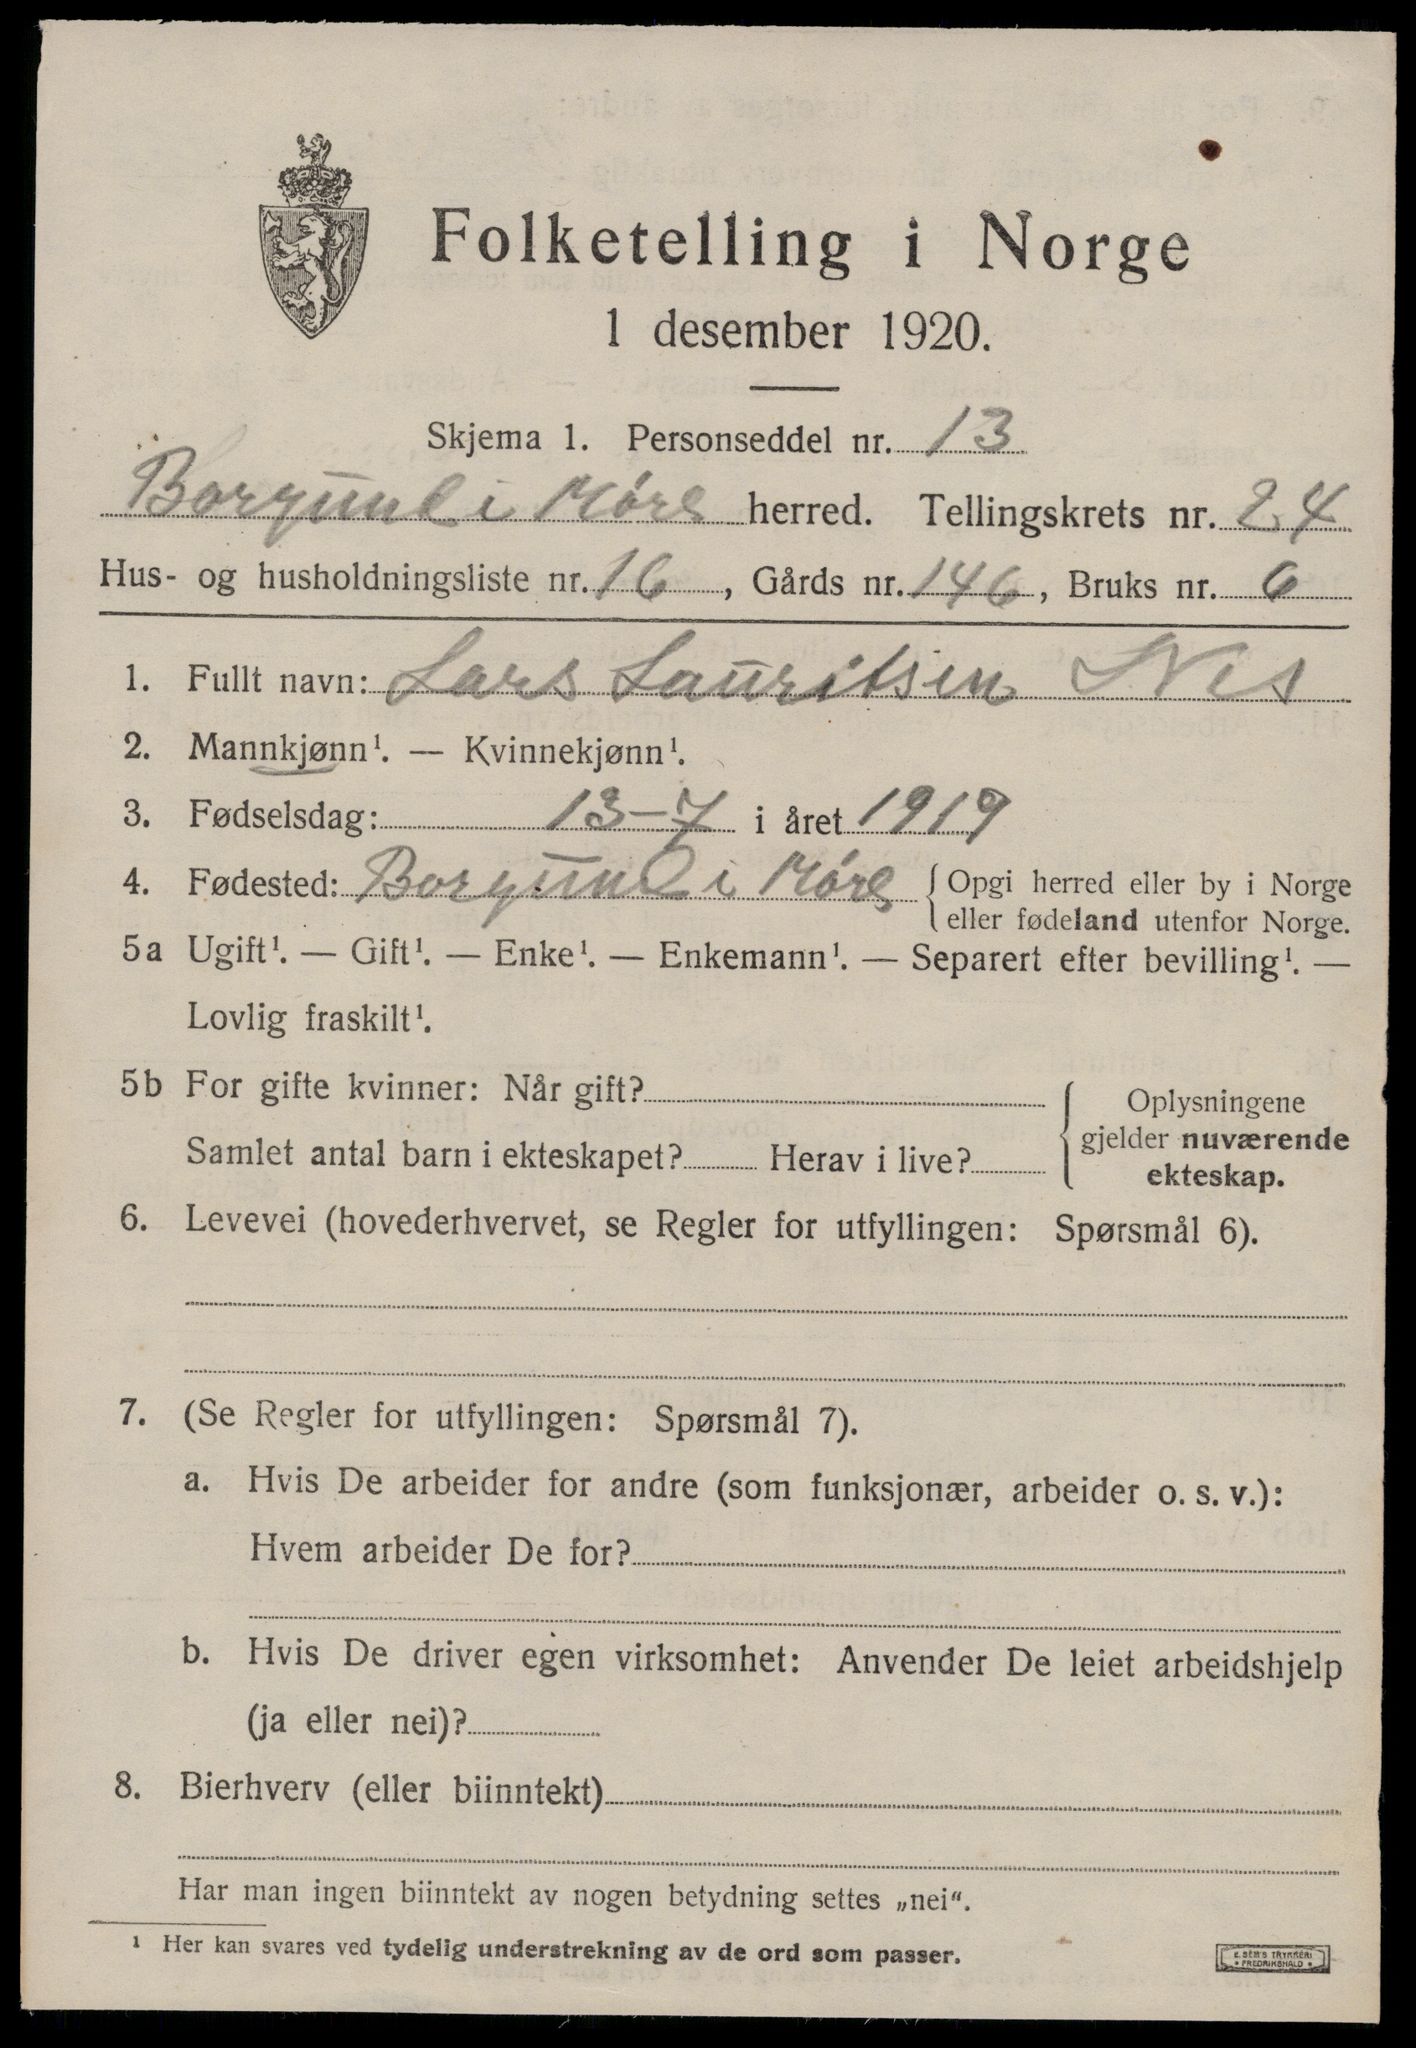 Folketelling i Norge
1 desember 1920.
Skjema 1. Personseddel nr. 13
Borgund i Møre herred. Tellingskrets nr. 24
Hus- og husholdningsliste nr. 16, Gårds nr. 146, Bruks nr. 6
1. Fullt navn: Lars Lauritsen Nes
2. Mannkjønn¹. — Kvinnekjønn¹.
3. Fødselsdag: 13-7 i året 1919
4. Fødested: Borgund i Møre { Opgi herred eller by i Norge
eller fødeland utenfor Norge.
5a Ugift¹. — Gift¹. — Enke¹. — Enkemann¹. — Separert efter bevilling¹. —
Lovlig fraskilt¹.
5b For gifte kvinner: Når gift?
Samlet antal barn i ekteskapet? Herav i live?
Oplysningene
gjelder nuværende
ekteskap.
6. Levevei (hovederhvervet, se Regler for utfyllingen: Spørsmål 6).
7. (Se Regler for utfyllingen: Spørsmål 7).
a. Hvis De arbeider for andre (som funksjonær, arbeider o. s. v.):
Hvem arbeider De for?
b. Hvis De driver egen virksomhet: Anvender De leiet arbeidshjelp
(ja eller nei)?
8. Bierhverv (eller biinntekt)
Har man ingen biinntekt av nogen betydning settes „nei“.
¹ Her kan svares ved tydelig understrekning av de ord som passer.
E. SEM'S TRYKKERI
• FREDRIKSHALD •